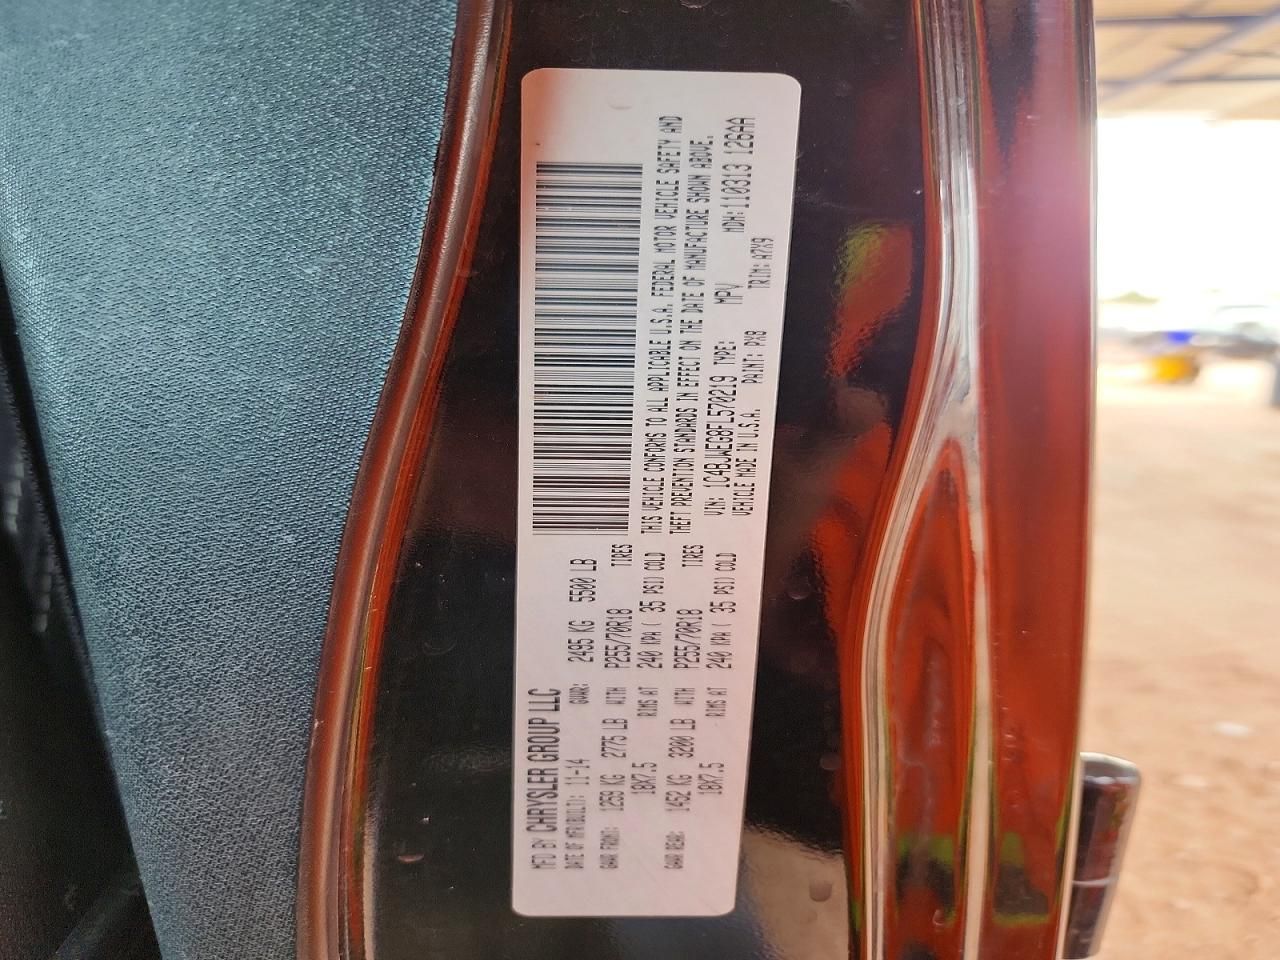 MFD BY CHRYSLER GROUP LLC
DATE OF MFR/BUILT: 11-14 GVWR: 2495 KG 5500 LB
GAWR FRONT: 1259 KG 2775 LB WITH P255/70R18 TIRES
18X7.5 RIMS AT 240 KPA ( 35 PSI) COLD
GAWR REAR: 1452 KG 3200 LB WITH P255/70R18 TIRES
18X7.5 RIMS AT 240 KPA ( 35 PSI) COLD
THIS VEHICLE CONFORMS TO ALL APPLICABLE U.S.A. FEDERAL MOTOR VEHICLE SAFETY AND
THEFT PREVENTION STANDARDS IN EFFECT ON THE DATE OF MANUFACTURE SHOWN ABOVE.
VIN: 1C4BJWEG8FL570219 TYPE: MPV MDH:110313 126AA
VEHICLE MADE IN U.S.A. PAINT: PX8 TRIM: A7X9